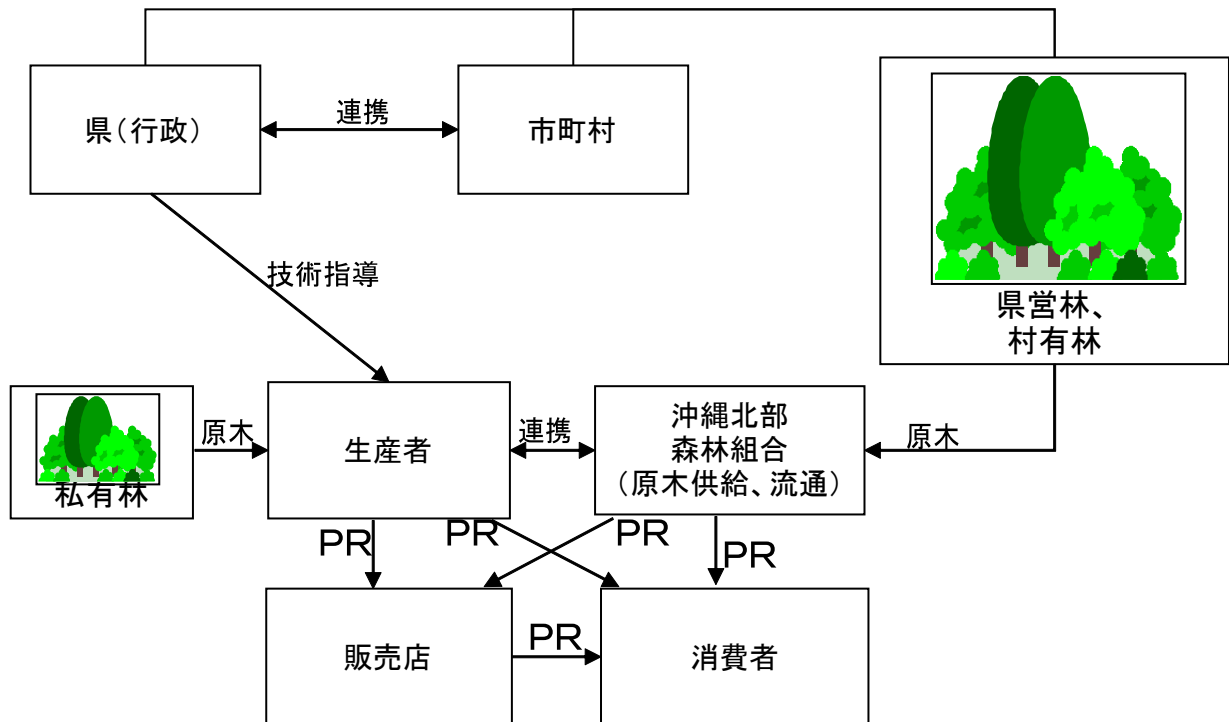 県（行政）
連携
市町村
県営林、
村有林
技術指導
私有林
原木
生産者
連携
沖縄北部
森林組合
（原木供給、流通）
原木
PR
PR
PR
PR
販売店
PR
消費者